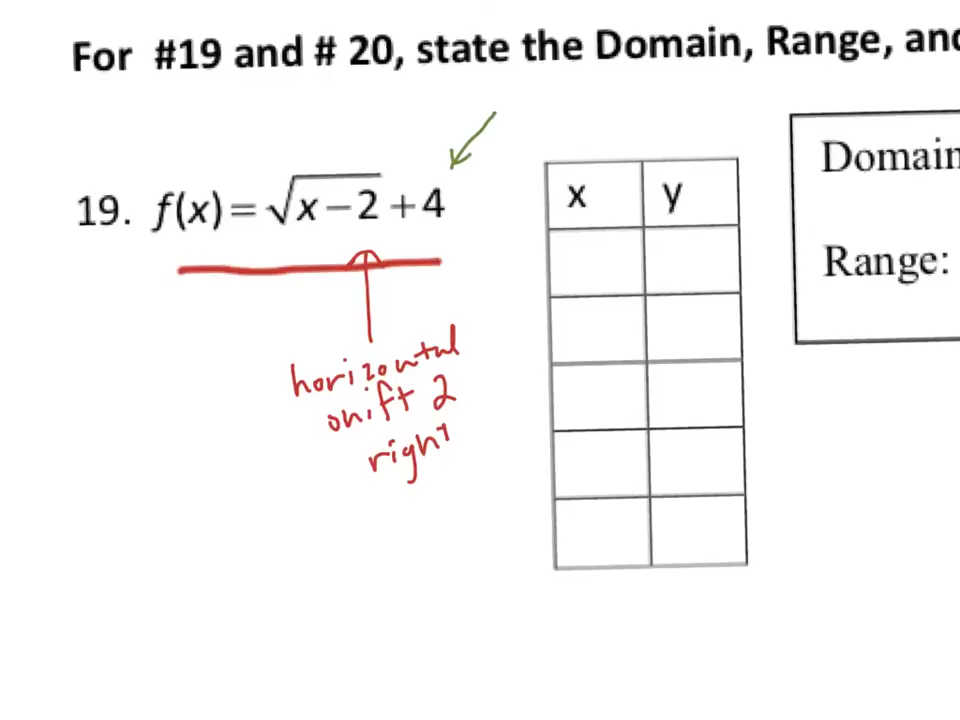 For #19 and # 20, state the Domain, Range, and
19. f(x) = √x − 2 + 4
x y
Domain
Range:
horizontal
shift 2
right